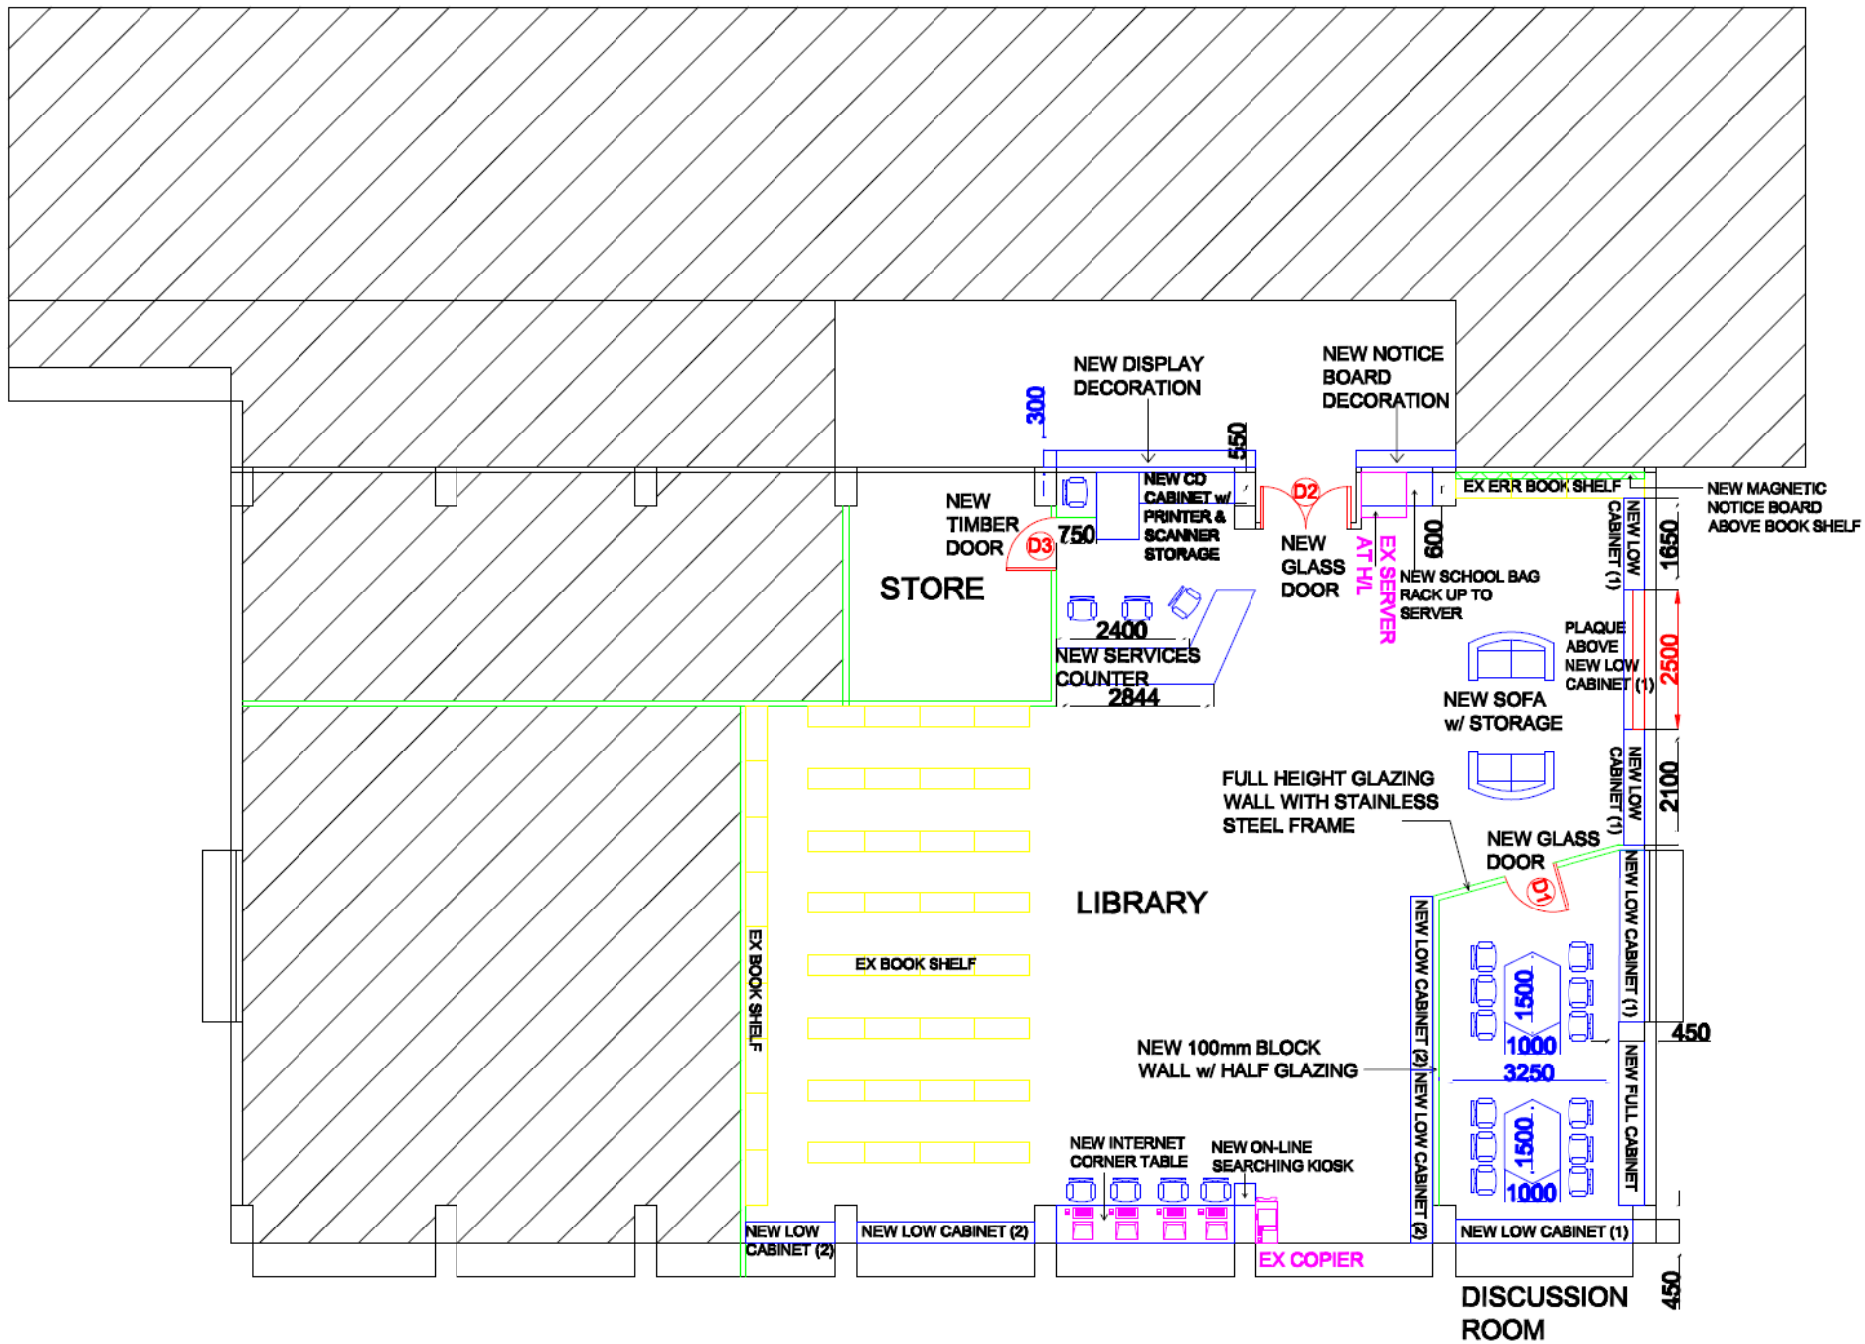 NEW DISPLAY
DECORATION
NEW NOTICE
BOARD
DECORATION
300
550
NEW
TIMBER
DOOR
D3
750
NEW CD
CABINET w/
PRINTER &
SCANNER
STORAGE
D2
NEW
GLASS
DOOR
EX SERVER
AT H/L
600
NEW SCHOOL BAG
RACK UP TO
SERVER
EX ERR BOOK SHELF
NEW MAGNETIC
NOTICE BOARD
ABOVE BOOK SHELF
NEW LOW
CABINET (1)
1650
STORE
2400
NEW SERVICES
COUNTER
2844
PLAQUE
ABOVE
NEW LOW
CABINET (1)
2500
NEW SOFA
w/ STORAGE
NEW LOW
CABINET (1)
2100
FULL HEIGHT GLAZING
WALL WITH STAINLESS
STEEL FRAME
NEW GLASS
DOOR
D1
LIBRARY
EX BOOK SHELF
EX BOOK SHELF
NEW LOW CABINET (2)
NEW LOW CABINET (2)
NEW LOW CABINET (1)
1500
1000
3250
450
NEW 100mm BLOCK
WALL w/ HALF GLAZING
NEW FULL CABINET
1500
1000
NEW INTERNET
CORNER TABLE
NEW ON-LINE
SEARCHING KIOSK
NEW LOW
CABINET (2)
NEW LOW CABINET (2)
EX COPIER
NEW LOW CABINET (1)
450
DISCUSSION
ROOM